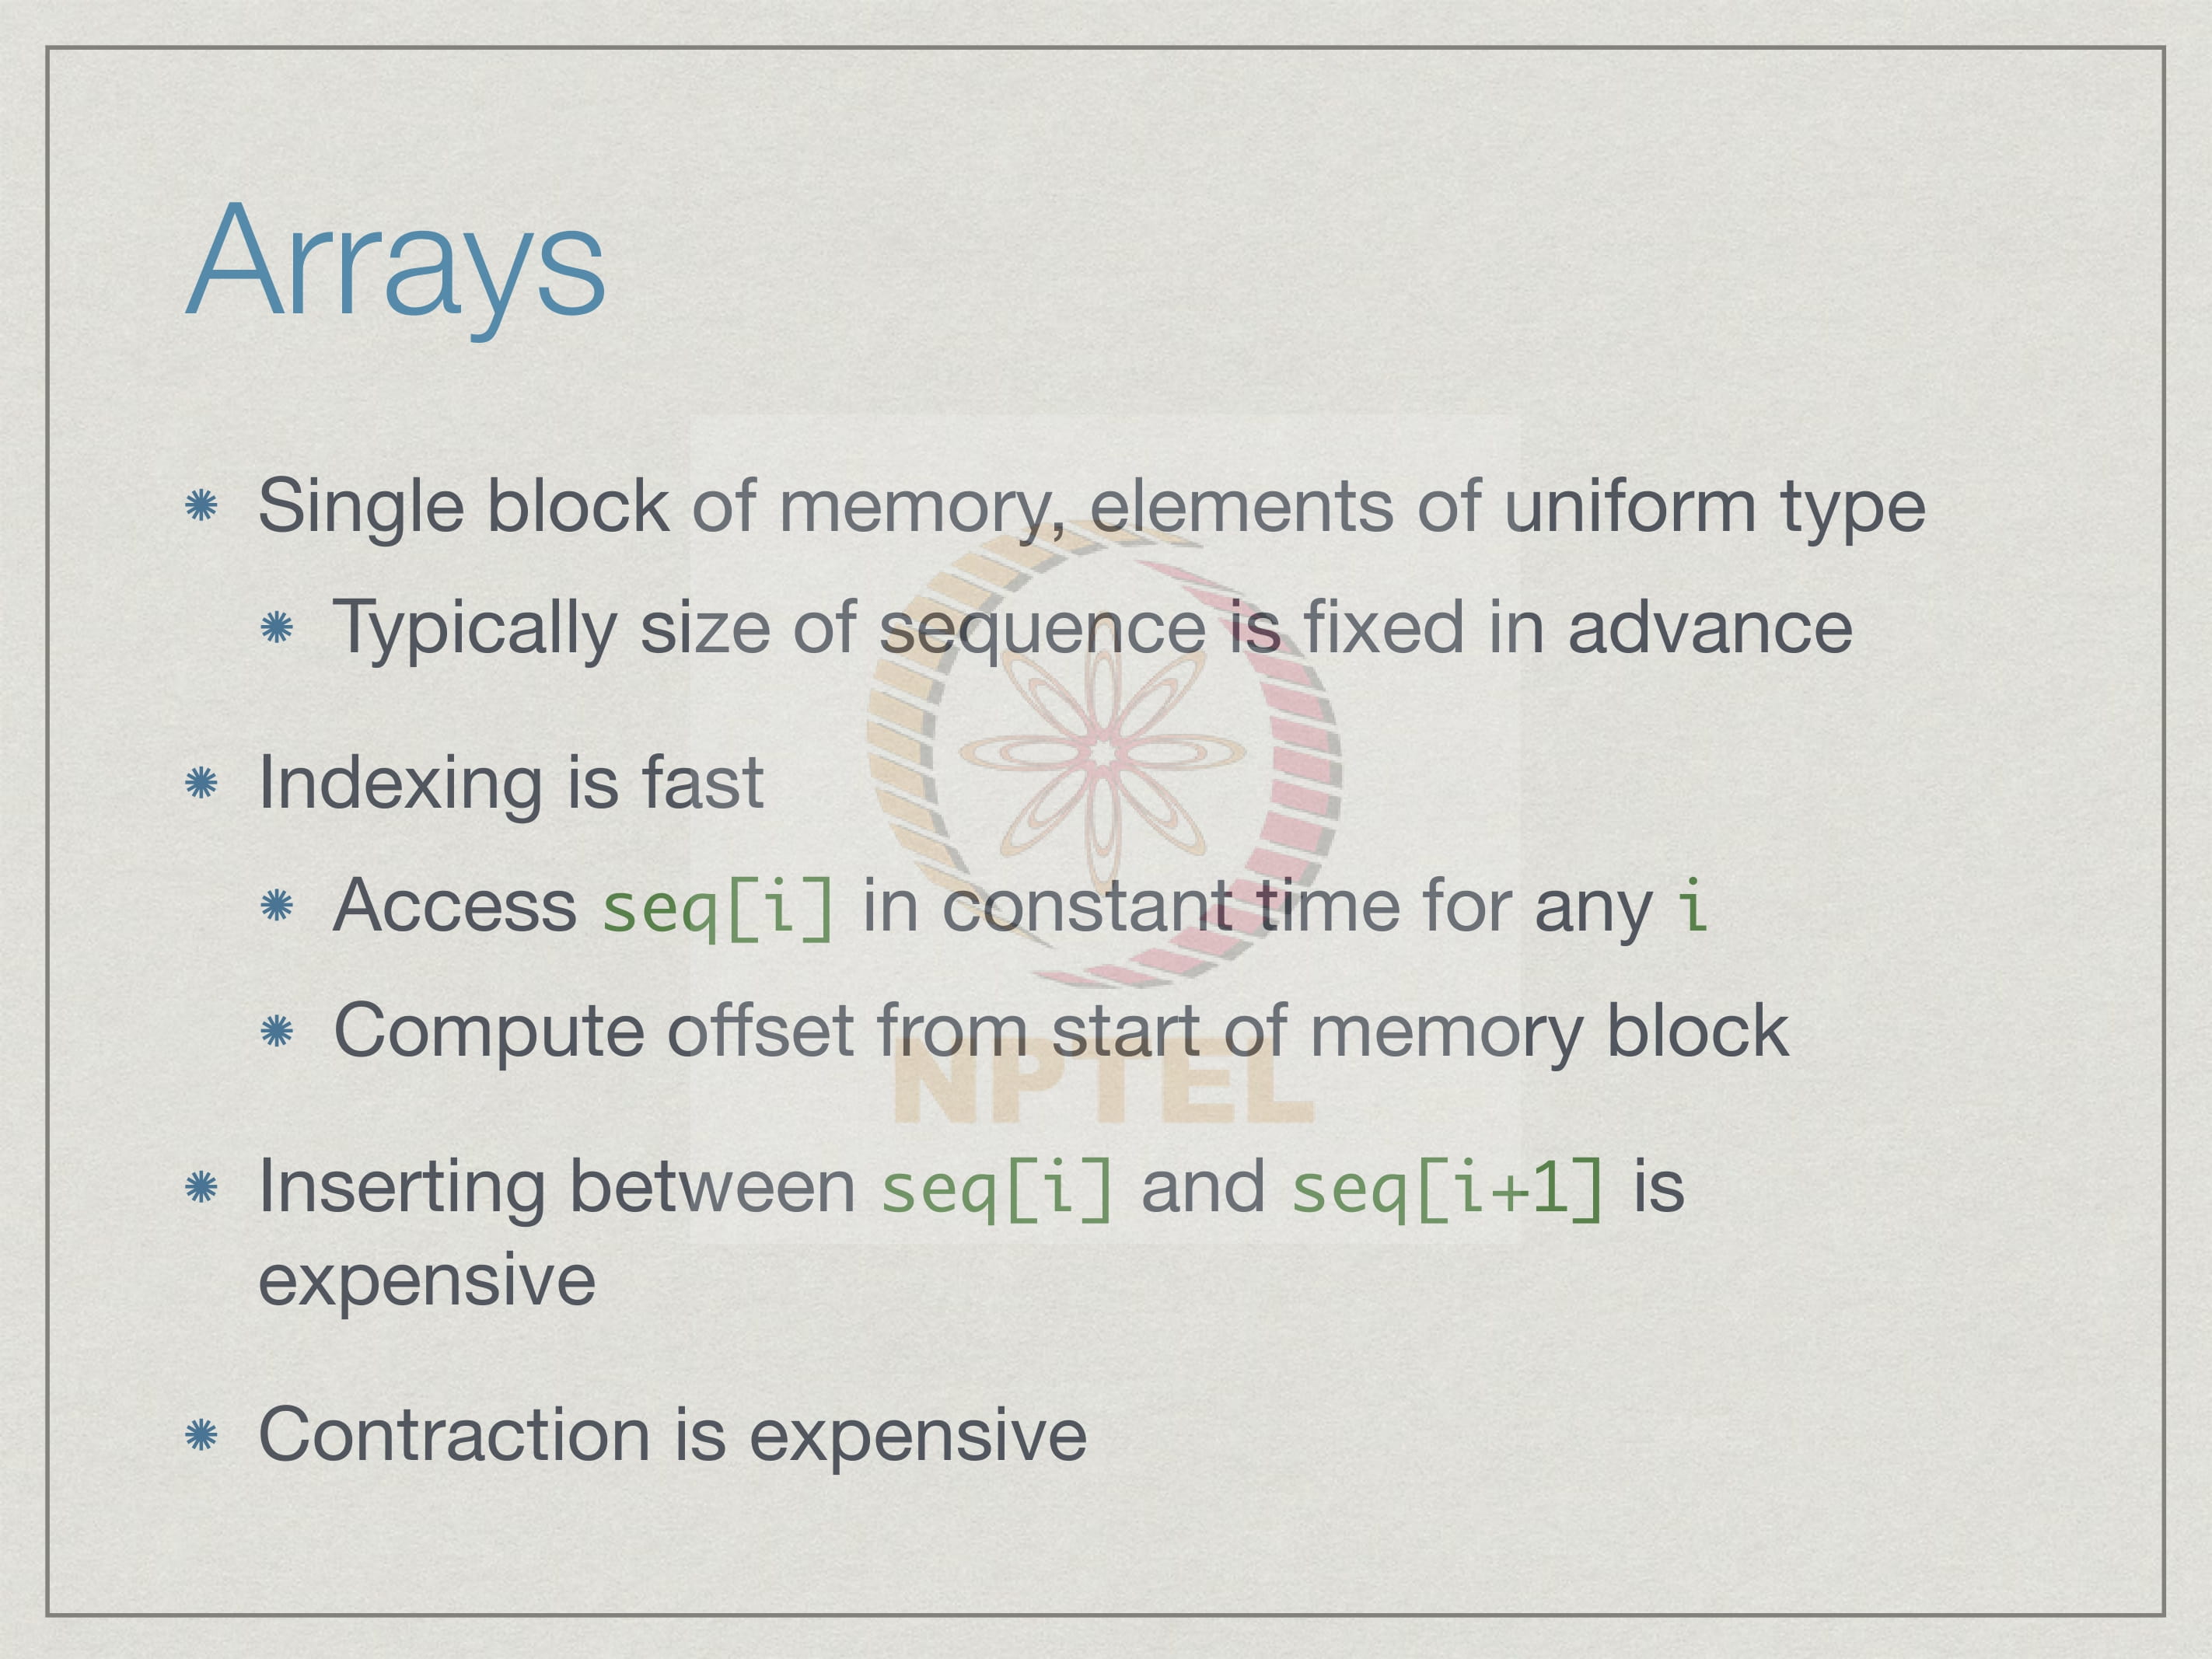 Arrays
Single block of memory, elements of uniform type
Typically size of sequence is fixed in advance
Indexing is fast
Access seq[i] in constant time for any i
Compute offset from start of memory block
NPTEL
Inserting between seq[i] and seq[i+1] is
expensive
Contraction is expensive